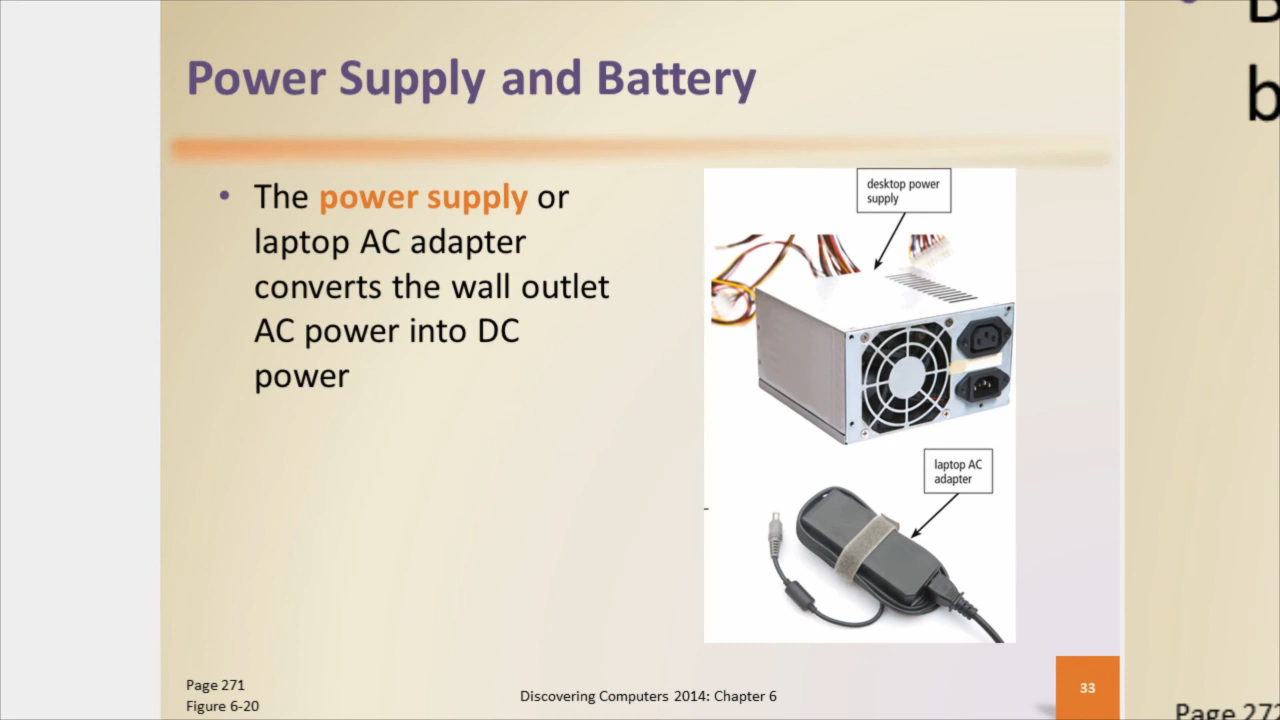 Power Supply and Battery
• The power supply or
laptop AC adapter
converts the wall outlet
AC power into DC
power
desktop power
supply
laptop AC
adapter
Page 271
Figure 6-20
Discovering Computers 2014: Chapter 6
33
b